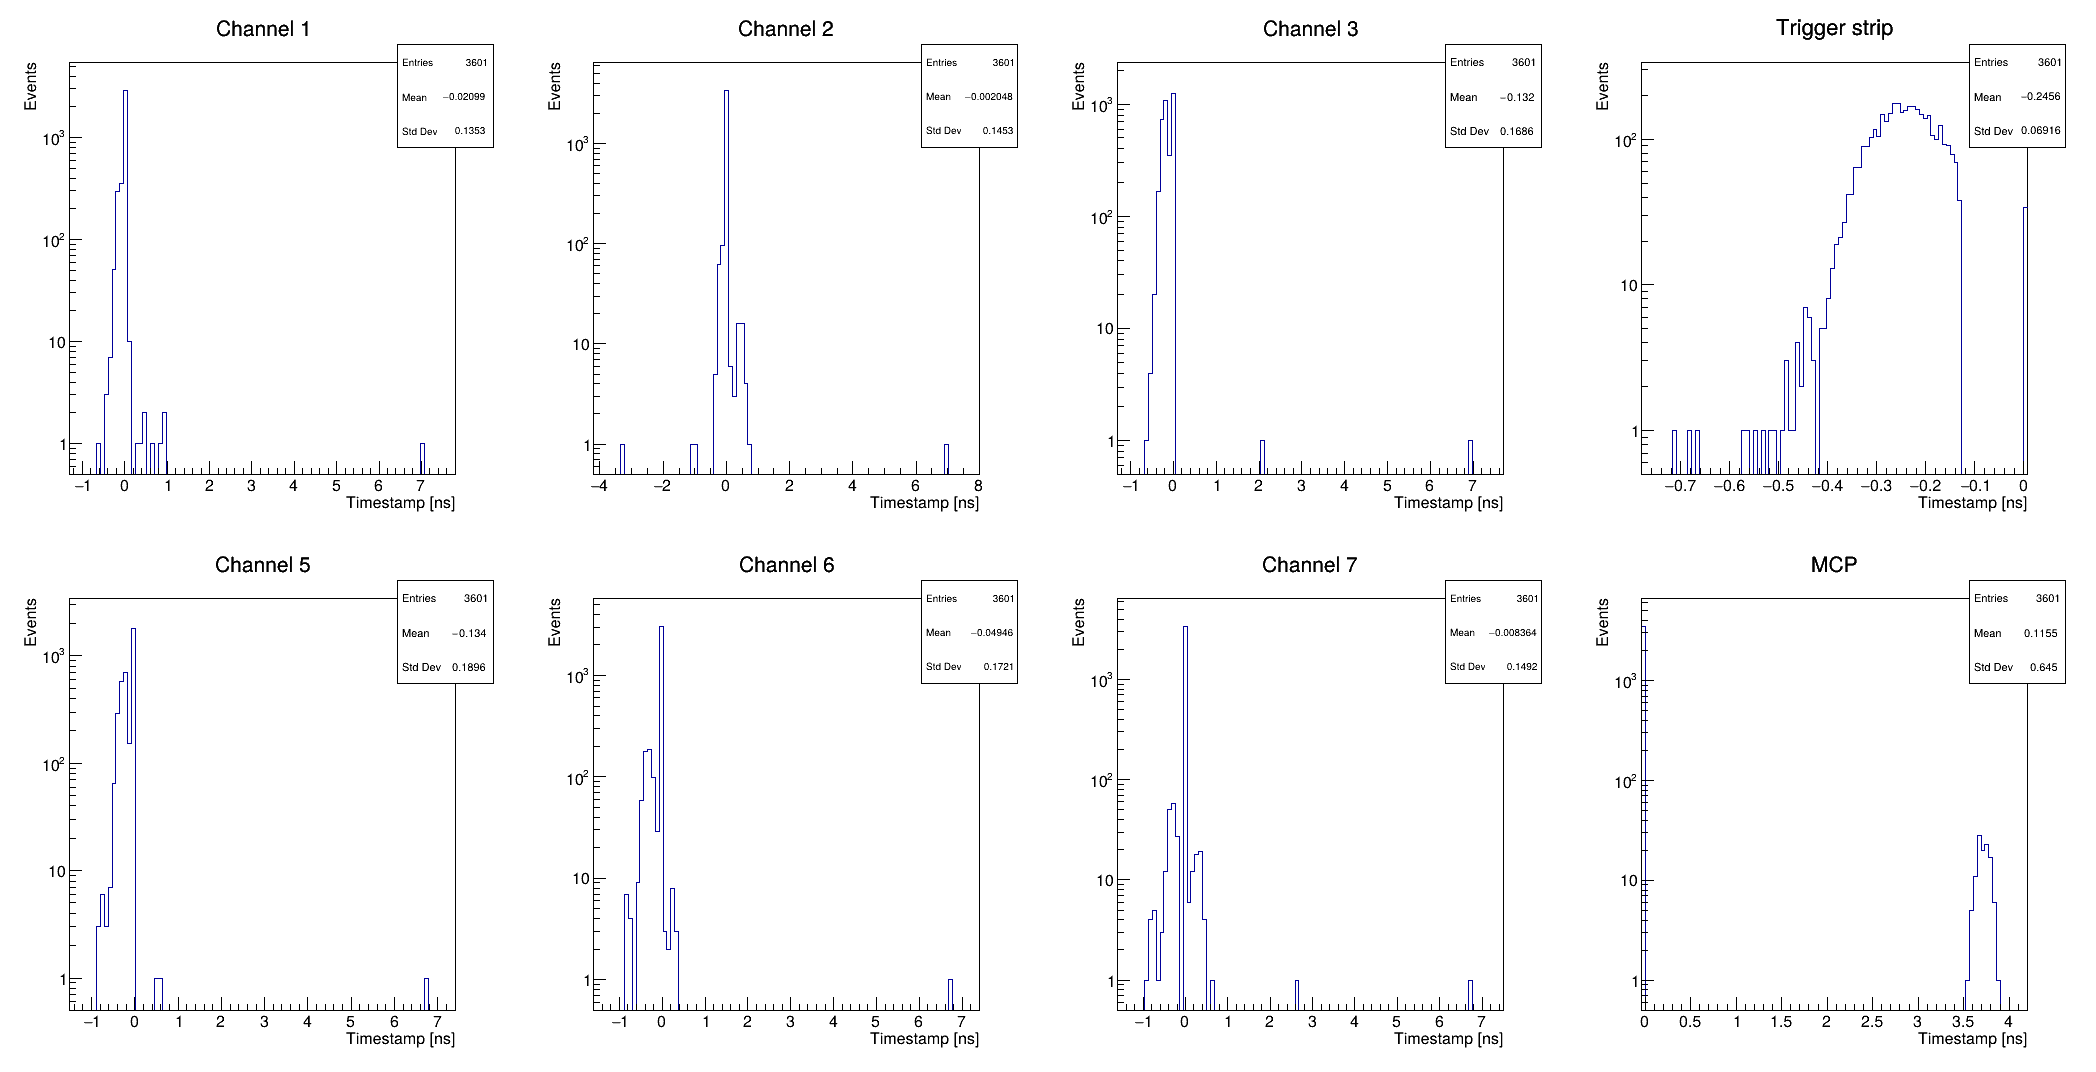 Channel 1
Events
Entries 3601
Mean −0.02099
Std Dev 0.1353
10³
10²
10
1
−1 0 1 2 3 4 5 6 7
Timestamp [ns]
Channel 2
Events
Entries 3601
Mean −0.002048
Std Dev 0.1453
10³
10²
10
1
−4 −2 0 2 4 6 8
Timestamp [ns]
Channel 3
Events
Entries 3601
Mean −0.132
Std Dev 0.1686
10³
10²
10
1
−1 0 1 2 3 4 5 6 7
Timestamp [ns]
Trigger strip
Events
Entries 3601
Mean −0.2456
Std Dev 0.06916
10²
10
1
−0.7 −0.6 −0.5 −0.4 −0.3 −0.2 −0.1 0
Timestamp [ns]
Channel 5
Events
Entries 3601
Mean −0.134
Std Dev 0.1896
10³
10²
10
1
−1 0 1 2 3 4 5 6 7
Timestamp [ns]
Channel 6
Events
Entries 3601
Mean −0.04946
Std Dev 0.1721
10³
10²
10
1
−1 0 1 2 3 4 5 6 7
Timestamp [ns]
Channel 7
Events
Entries 3601
Mean −0.008364
Std Dev 0.1492
10³
10²
10
1
−1 0 1 2 3 4 5 6 7
Timestamp [ns]
MCP
Events
Entries 3601
Mean 0.1155
Std Dev 0.645
10³
10²
10
1
0 0.5 1 1.5 2 2.5 3 3.5 4
Timestamp [ns]